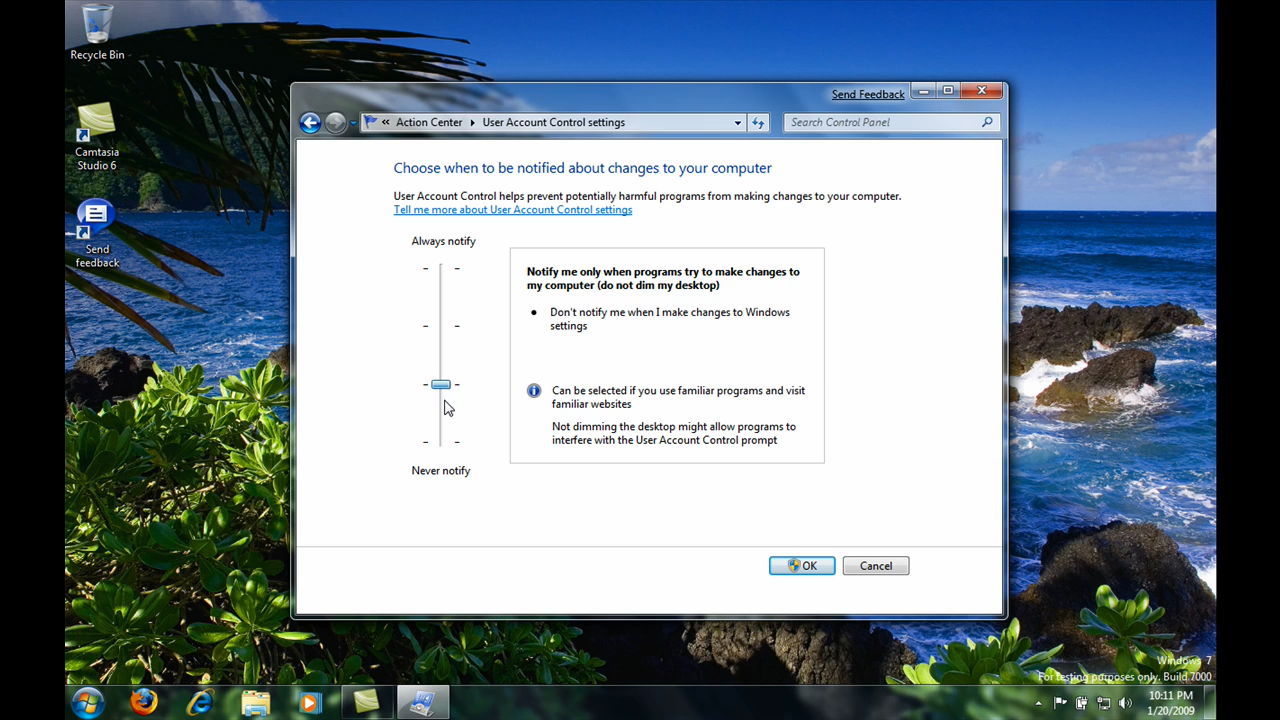 Recycle Bin
Camtasia
Studio 6
Send
feedback
Send Feedback
Action Center
User Account Control settings
Search Control Panel
Choose when to be notified about changes to your computer
User Account Control helps prevent potentially harmful programs from making changes to your computer.
Tell me more about User Account Control settings
Always notify
Notify me only when programs try to make changes to
my computer (do not dim my desktop)
• Don't notify me when I make changes to Windows
settings
Can be selected if you use familiar programs and visit
familiar websites
Not dimming the desktop might allow programs to
interfere with the User Account Control prompt
Never notify
OK
Cancel
Windows 7
For testing purposes only. Build 7000
10:11 PM
1/20/2009